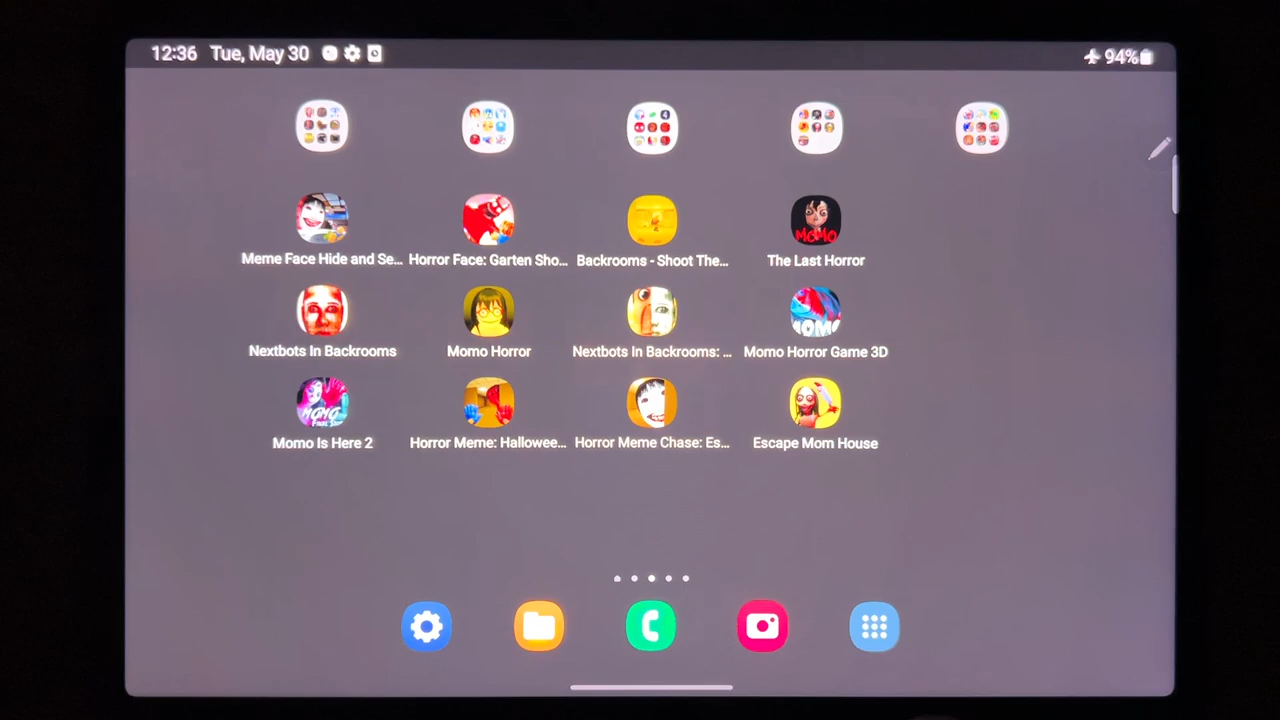 12:36 Tue, May 30 94%
Meme Face Hide and Se... Horror Face: Garten Sho... Backrooms - Shoot The... The Last Horror
MOMO
Nextbots In Backrooms Momo Horror Nextbots In Backrooms: ... Momo Horror Game 3D
MOMO
Momo Is Here 2 Horror Meme: Hallowee... Horror Meme Chase: Es... Escape Mom House
MOMO